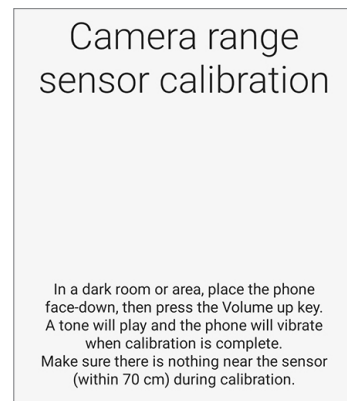 Camera range
sensor calibration
In a dark room or area, place the phone
face-down, then press the Volume up key.
A tone will play and the phone will vibrate
when calibration is complete.
Make sure there is nothing near the sensor
(within 70 cm) during calibration.